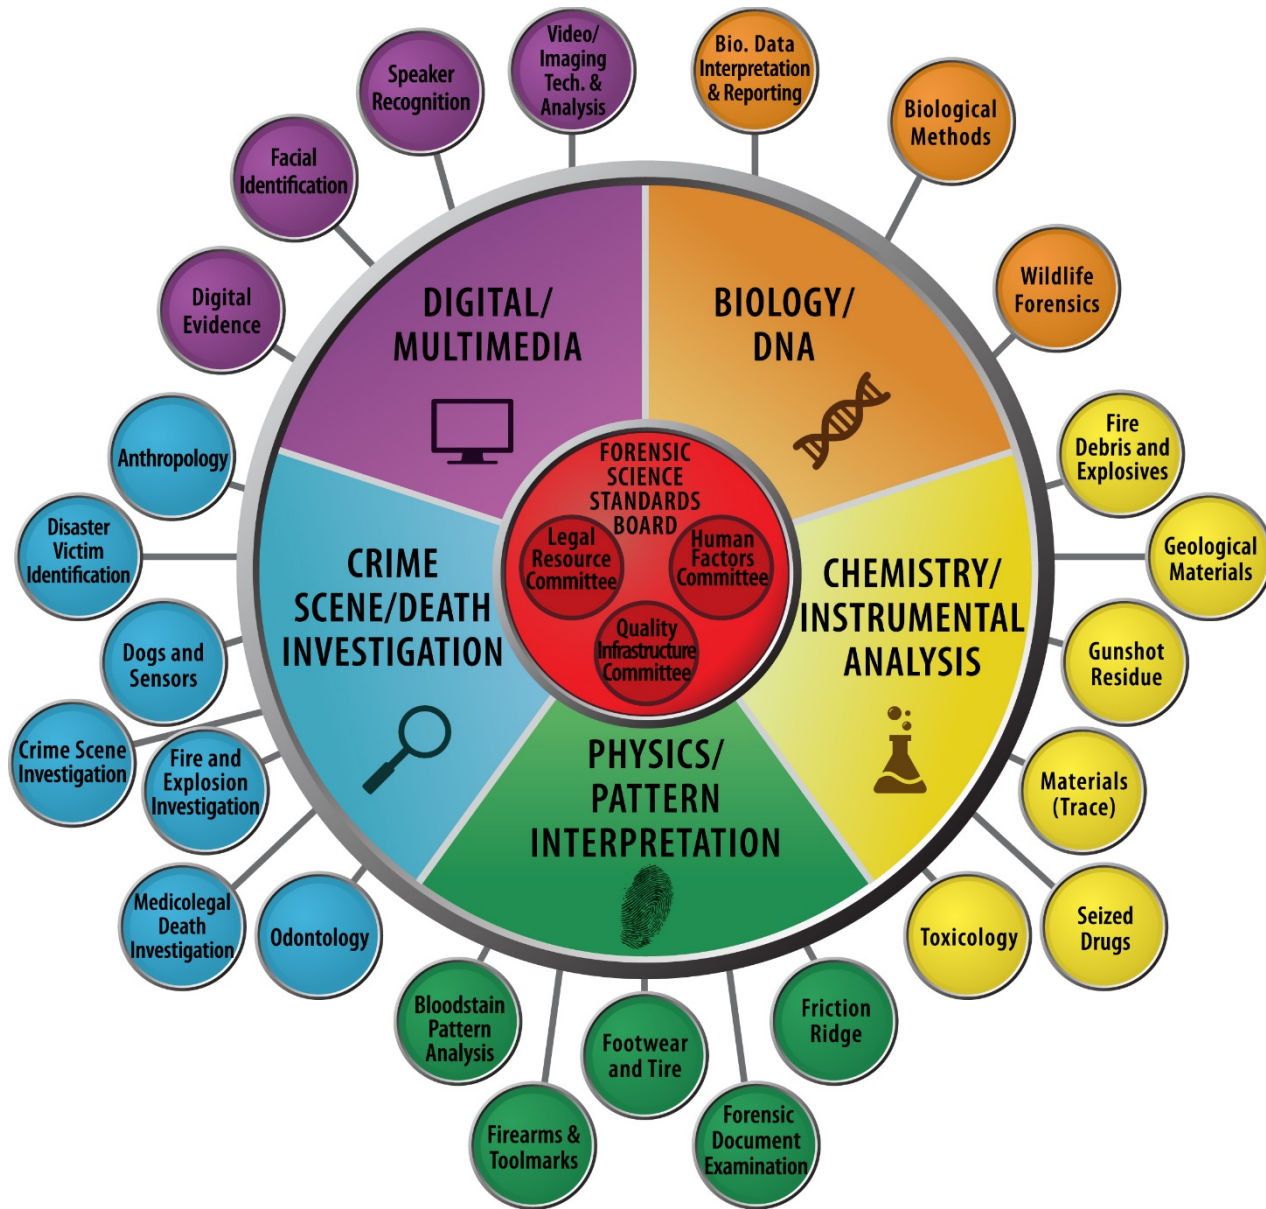 Video/
Imaging
Tech. &
Analysis
Bio. Data
Interpretation
& Reporting
Speaker
Recognition
Biological
Methods
Facial
Identification
Wildlife
Forensics
Digital
Evidence
DIGITAL/
MULTIMEDIA
BIOLOGY/
DNA
Anthropology
Fire
Debris and
Explosives
FORENSIC
SCIENCE
STANDARDS
BOARD
Legal
Resource
Committee
Human
Factors
Committee
Quality
Infrastructure
Committee
Disaster
Victim
Identification
Geological
Materials
CRIME
SCENE/DEATH
INVESTIGATION
CHEMISTRY/
INSTRUMENTAL
ANALYSIS
Dogs and
Sensors
Gunshot
Residue
Crime Scene
Investigation
Fire and
Explosion
Investigation
PHYSICS/
PATTERN
INTERPRETATION
Materials
(Trace)
Medicolegal
Death
Investigation
Odontology
Toxicology
Seized
Drugs
Bloodstain
Pattern
Analysis
Friction
Ridge
Footwear
and Tire
Firearms &
Toolmarks
Forensic
Document
Examination